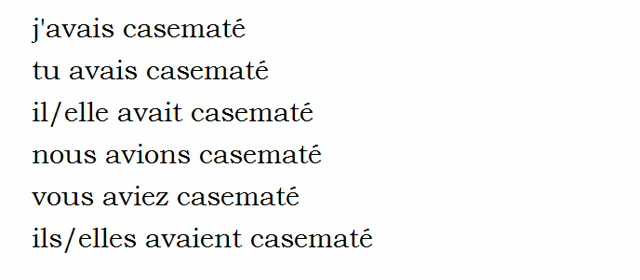 j'avais casematé
tu avais casematé
il/elle avait casematé
nous avions casematé
vous aviez casematé
ils/elles avaient casematé